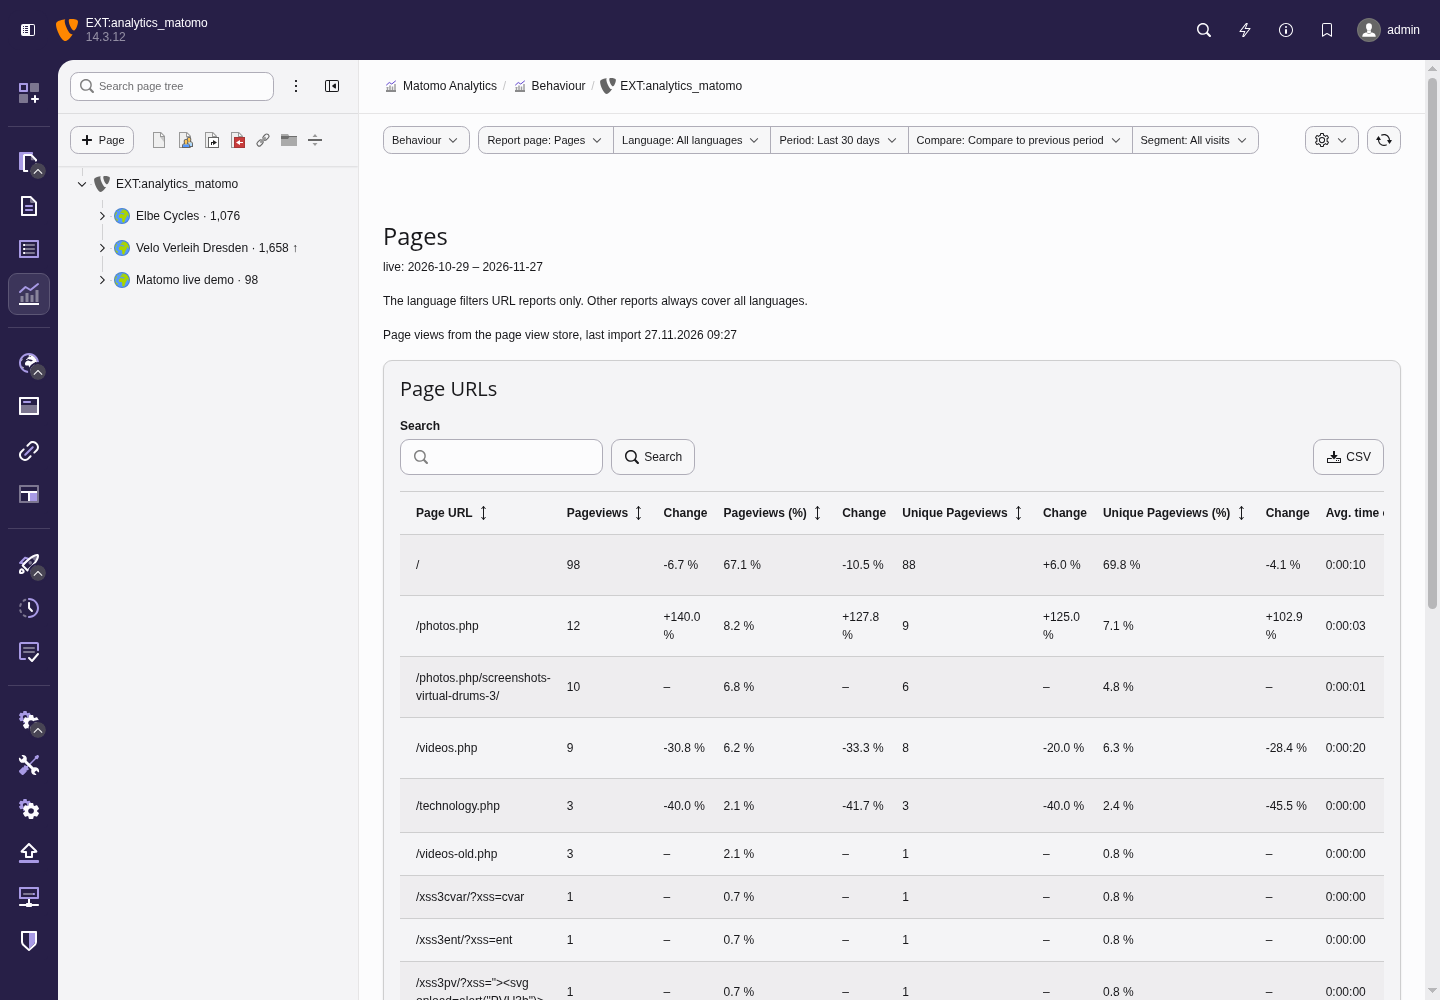 EXT:analytics_matomo
14.3.12
admin
Search page tree
Matomo Analytics / Behaviour / EXT:analytics_matomo
Page
Behaviour
Report page: Pages
Language: All languages
Period: Last 30 days
Compare: Compare to previous period
Segment: All visits
EXT:analytics_matomo
Elbe Cycles · 1,076
Velo Verleih Dresden · 1,658 ↑
Matomo live demo · 98
Pages
live: 2026-10-29 – 2026-11-27
The language filters URL reports only. Other reports always cover all languages.
Page views from the page view store, last import 27.11.2026 09:27
Page URLs
Search
Search
CSV
Page URL Pageviews Change Pageviews (%) Change Unique Pageviews Change Unique Pageviews (%) Change Avg. time
/ 98 -6.7 % 67.1 % -10.5 % 88 +6.0 % 69.8 % -4.1 % 0:00:10
/photos.php 12 +140.0 % 8.2 % +127.8 % 9 +125.0 % 7.1 % +102.9 % 0:00:03
/photos.php/screenshots-
virtual-drums-3/ 10 – 6.8 % – 6 – 4.8 % – 0:00:01
/videos.php 9 -30.8 % 6.2 % -33.3 % 8 -20.0 % 6.3 % -28.4 % 0:00:20
/technology.php 3 -40.0 % 2.1 % -41.7 % 3 -40.0 % 2.4 % -45.5 % 0:00:00
/videos-old.php 3 – 2.1 % – 1 – 0.8 % – 0:00:00
/xss3cvar/?xss=cvar 1 – 0.7 % – 1 – 0.8 % – 0:00:00
/xss3ent/?xss=ent 1 – 0.7 % – 1 – 0.8 % – 0:00:00
/xss3pv/?xss="><svg 1 – 0.7 % – 1 – 0.8 % – 0:00:00